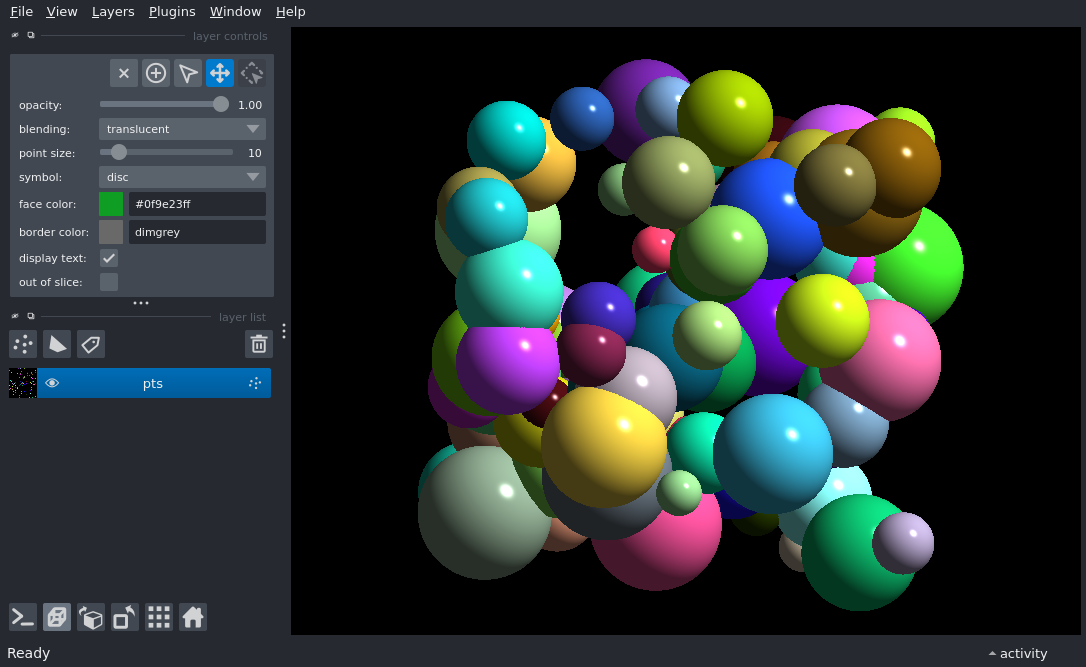 File View Layers Plugins Window Help
layer controls
opacity: 1.00
blending: translucent
point size: 10
symbol: disc
face color: #0f9e23ff
border color: dimgrey
display text:
out of slice:
layer list
pts
Ready
activity